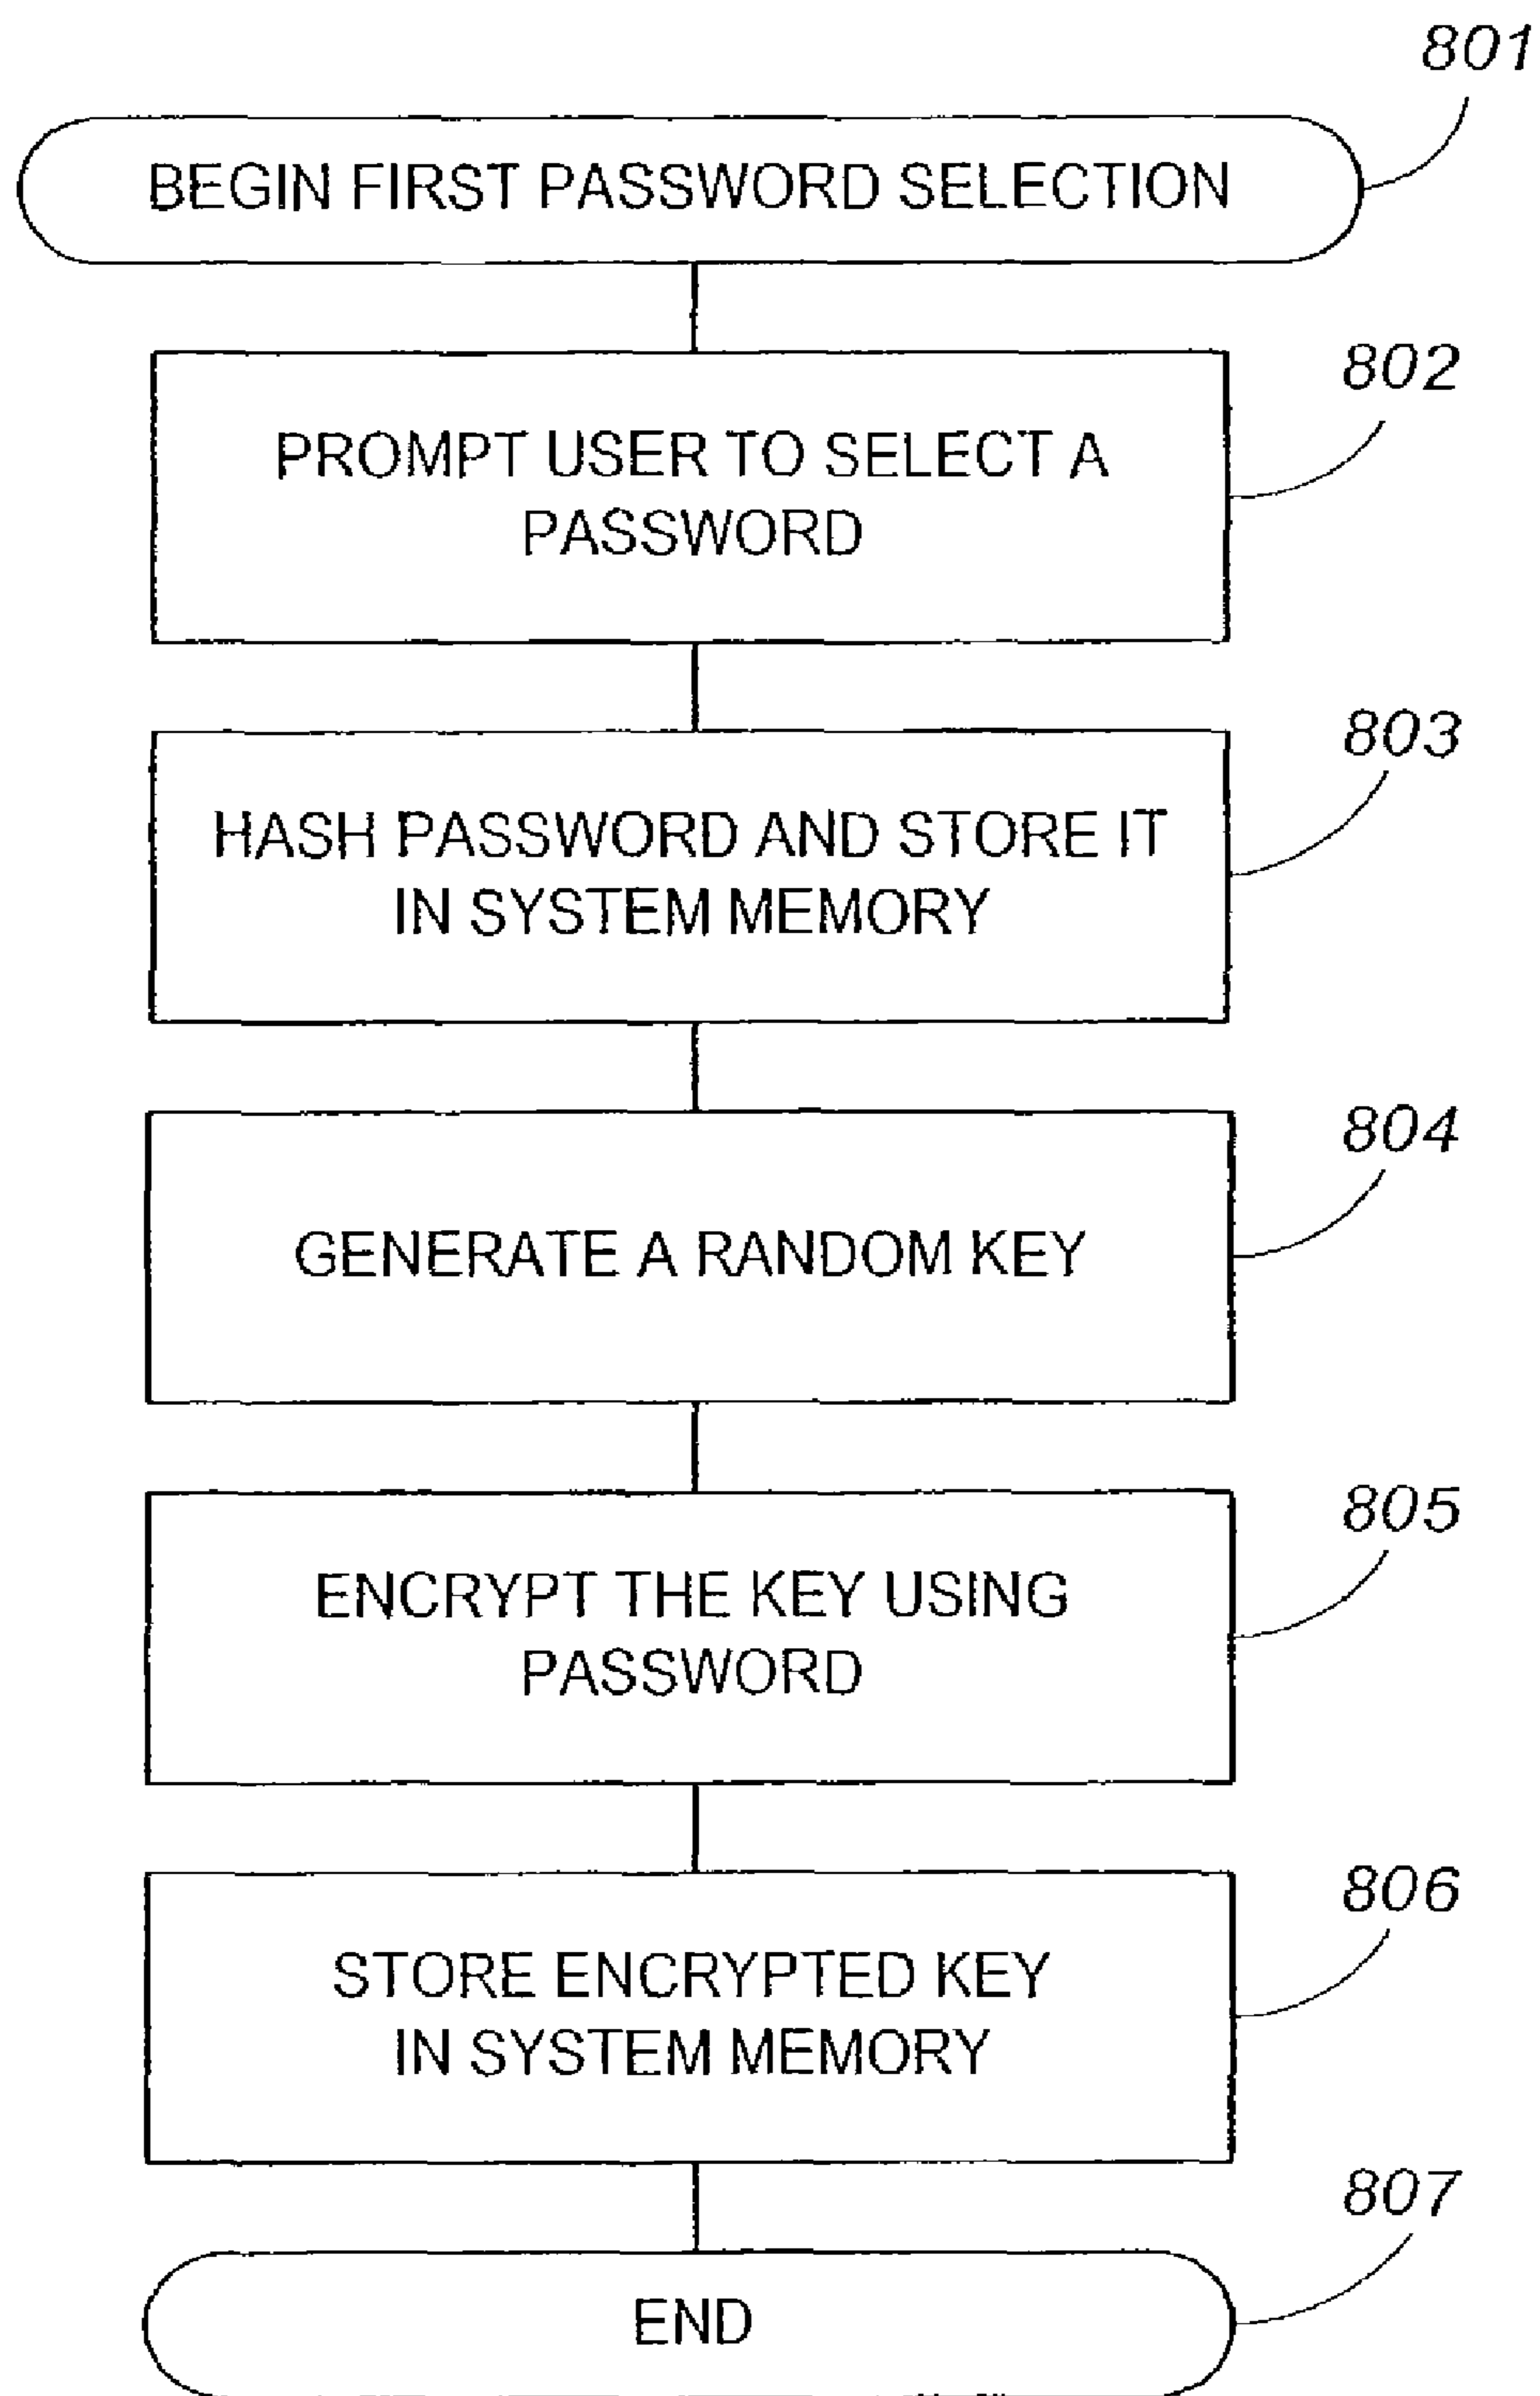 801
BEGIN FIRST PASSWORD SELECTION
802
PROMPT USER TO SELECT A
PASSWORD
803
HASH PASSWORD AND STORE IT
IN SYSTEM MEMORY
804
GENERATE A RANDOM KEY
805
ENCRYPT THE KEY USING
PASSWORD
806
STORE ENCRYPTED KEY
IN SYSTEM MEMORY
807
END